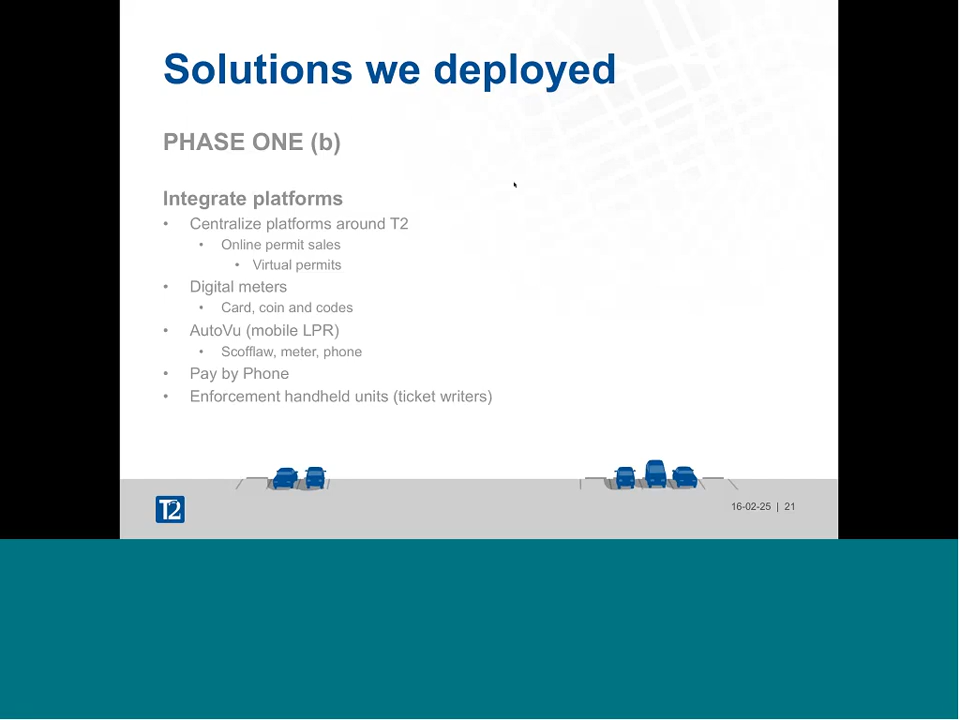 Solutions we deployed
PHASE ONE (b)
Integrate platforms
• Centralize platforms around T2
• Online permit sales
• Virtual permits
• Digital meters
• Card, coin and codes
• AutoVu (mobile LPR)
• Scofflaw, meter, phone
• Pay by Phone
• Enforcement handheld units (ticket writers)
T2
16-02-25 | 21